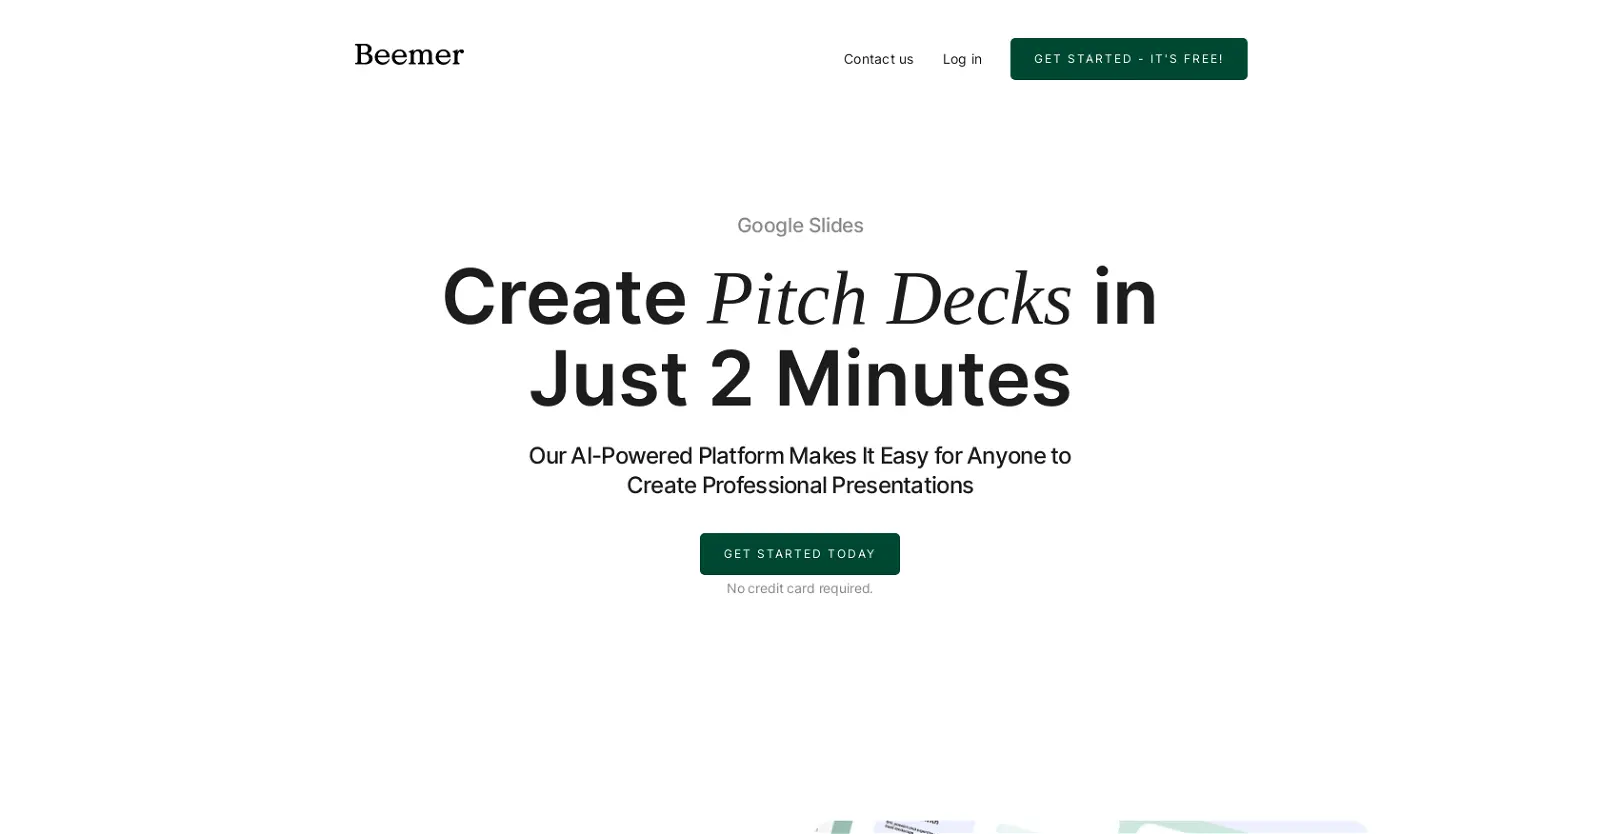 Beemer
Contact us
Log in
GET STARTED - IT'S FREE!
Google Slides
Create Pitch Decks in
Just 2 Minutes
Our AI-Powered Platform Makes It Easy for Anyone to
Create Professional Presentations
GET STARTED TODAY
No credit card required.